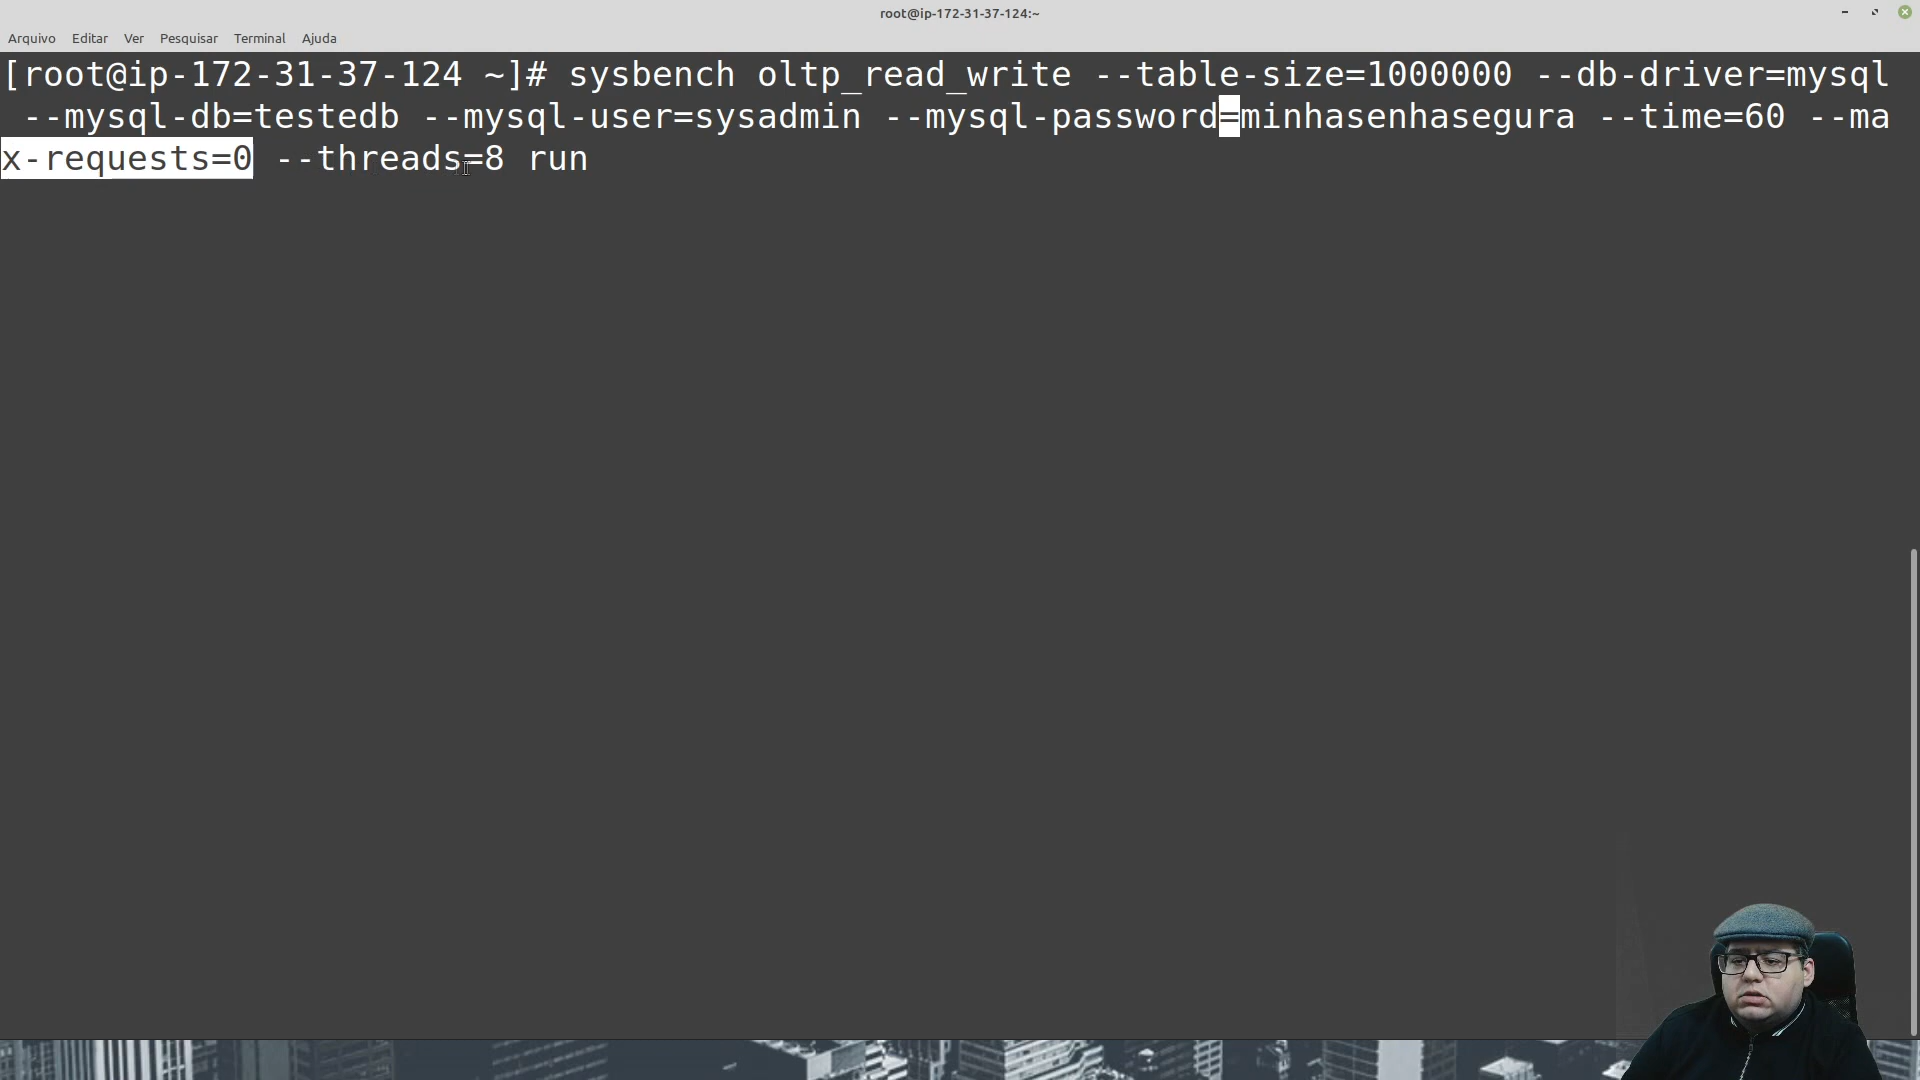 root@ip-172-31-37-124:~
Arquivo Editar Ver Pesquisar Terminal Ajuda
[root@ip-172-31-37-124 ~]# sysbench oltp_read_write --table-size=1000000 --db-driver=mysql
--mysql-db=testedb --mysql-user=sysadmin --mysql-password=minhasenhasegura --time=60 --ma
x-requests=0 --threads=8 run